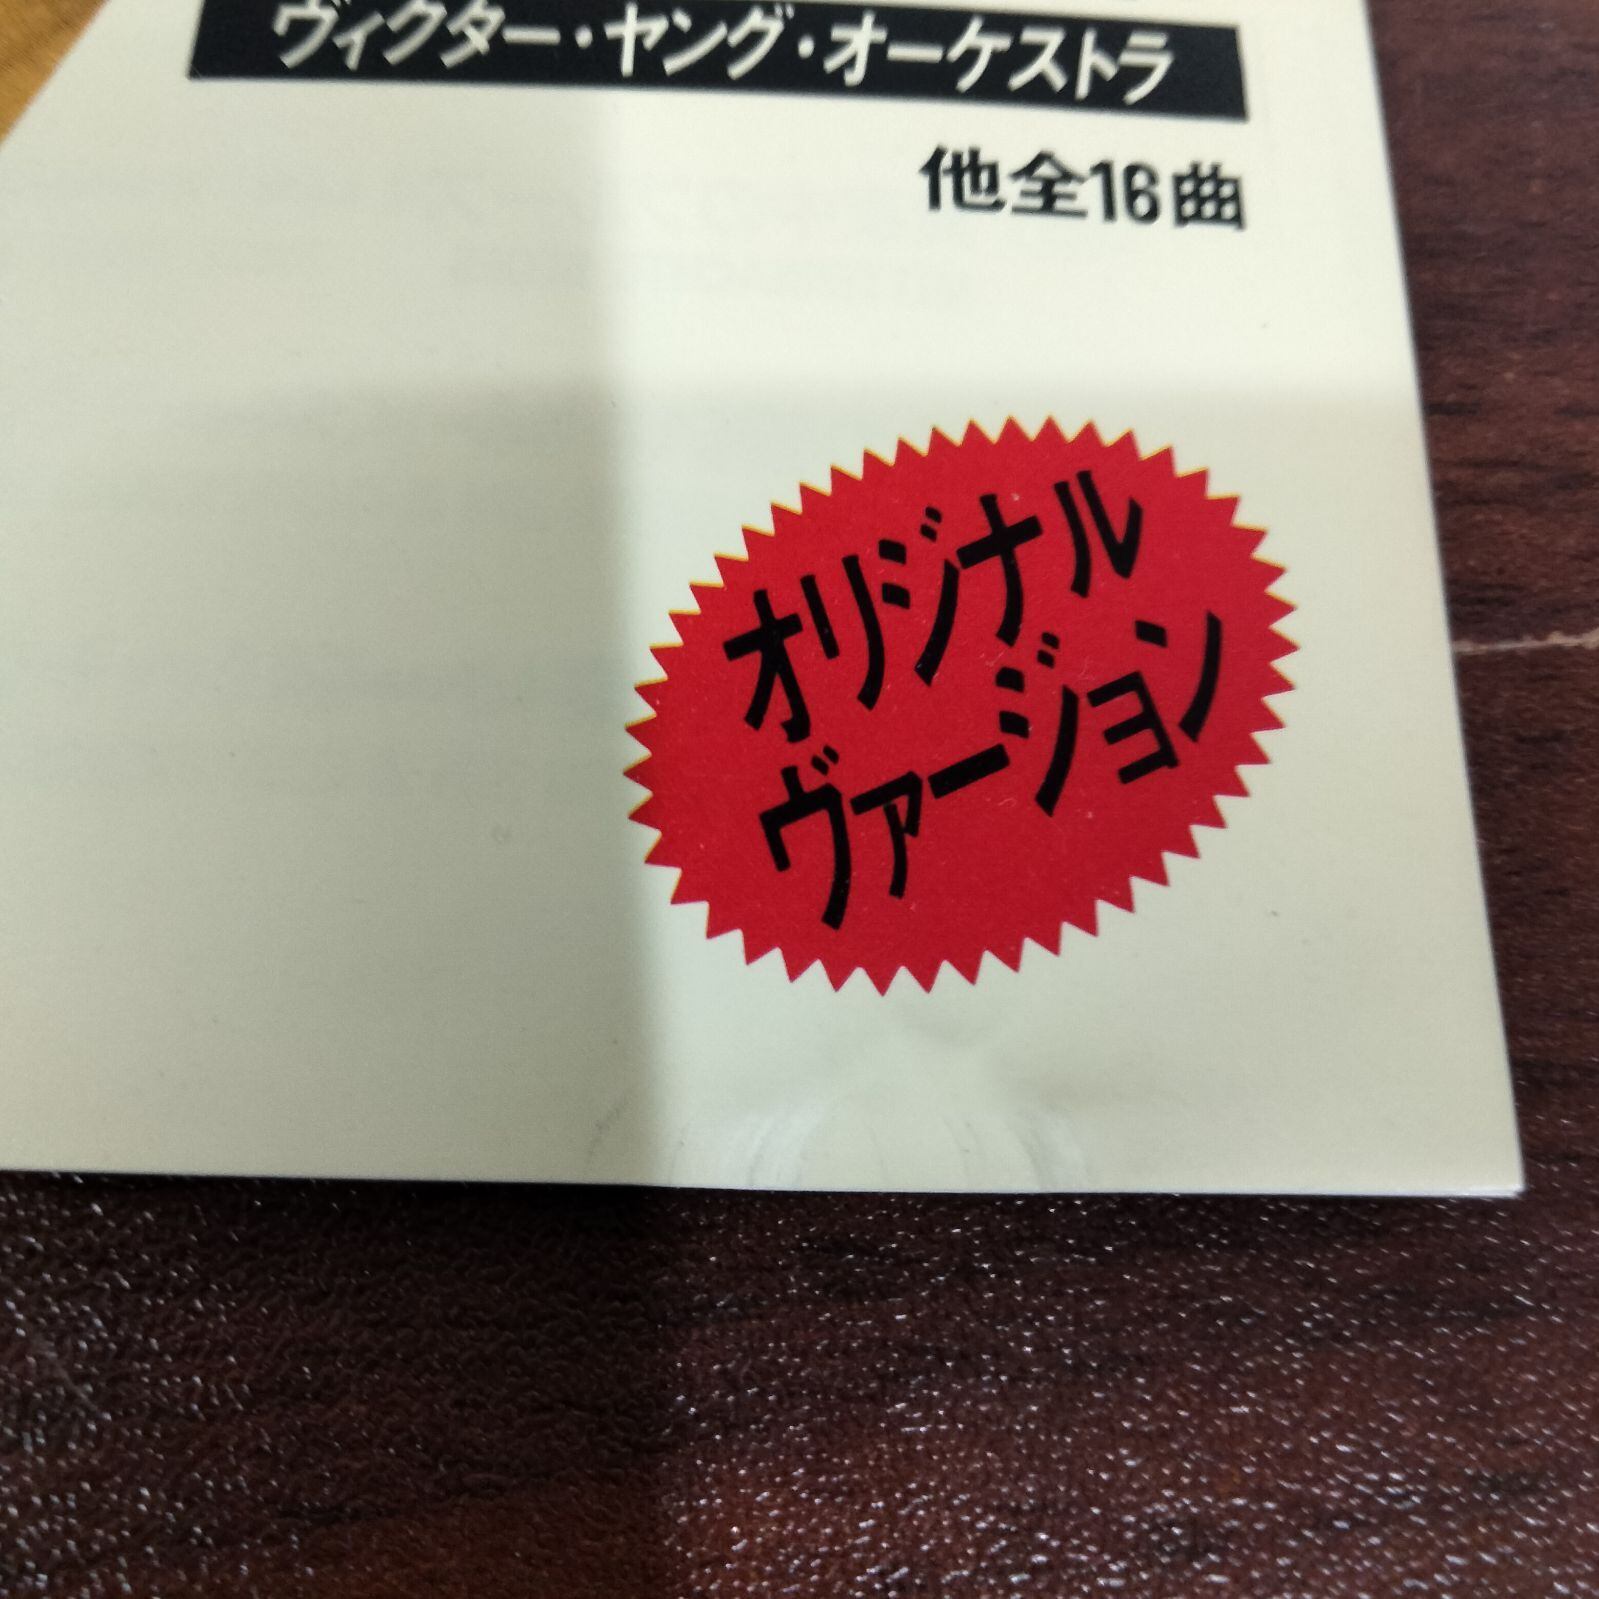 ヴィクター・ヤング・オーケストラ
他全16曲
オリジナル
ヴァージョン